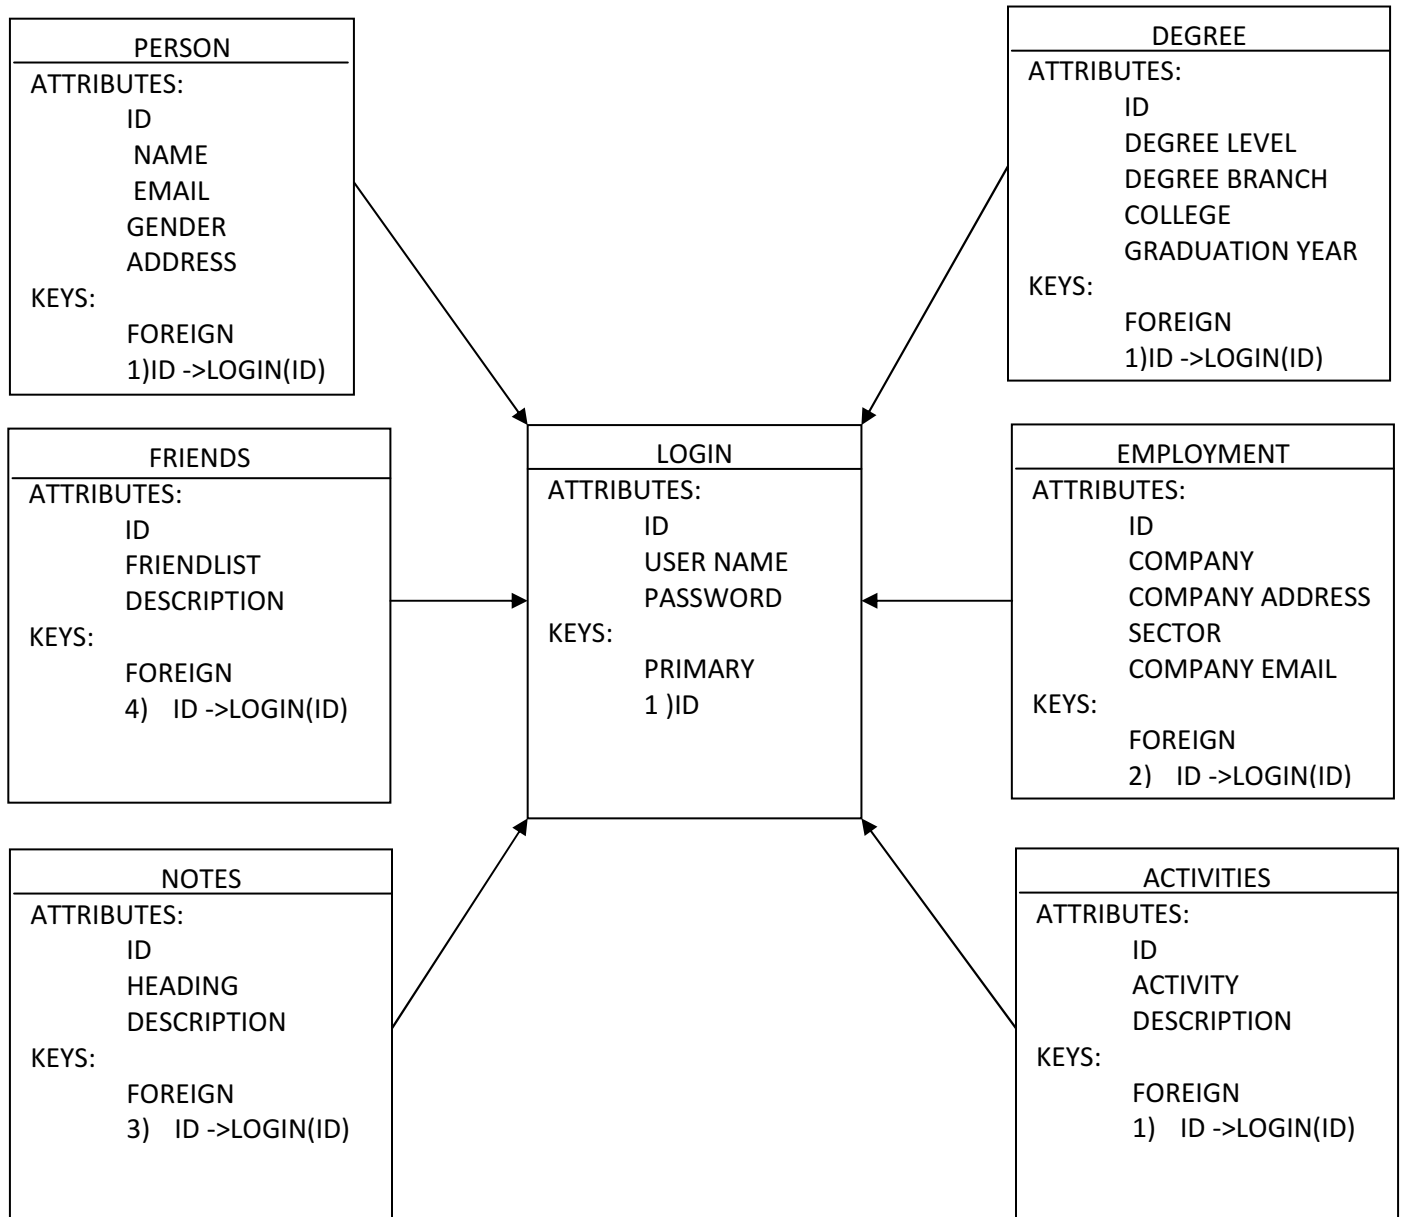 PERSON
ATTRIBUTES:
ID
NAME
EMAIL
GENDER
ADDRESS
KEYS:
FOREIGN
1)ID ->LOGIN(ID)
FRIENDS
ATTRIBUTES:
ID
FRIENDLIST
DESCRIPTION
KEYS:
FOREIGN
4) ID ->LOGIN(ID)
NOTES
ATTRIBUTES:
ID
HEADING
DESCRIPTION
KEYS:
FOREIGN
3) ID ->LOGIN(ID)
LOGIN
ATTRIBUTES:
ID
USER NAME
PASSWORD
KEYS:
PRIMARY
1 )ID
DEGREE
ATTRIBUTES:
ID
DEGREE LEVEL
DEGREE BRANCH
COLLEGE
GRADUATION YEAR
KEYS:
FOREIGN
1)ID ->LOGIN(ID)
EMPLOYMENT
ATTRIBUTES:
ID
COMPANY
COMPANY ADDRESS
SECTOR
COMPANY EMAIL
KEYS:
FOREIGN
2) ID ->LOGIN(ID)
ACTIVITIES
ATTRIBUTES:
ID
ACTIVITY
DESCRIPTION
KEYS:
FOREIGN
1) ID ->LOGIN(ID)